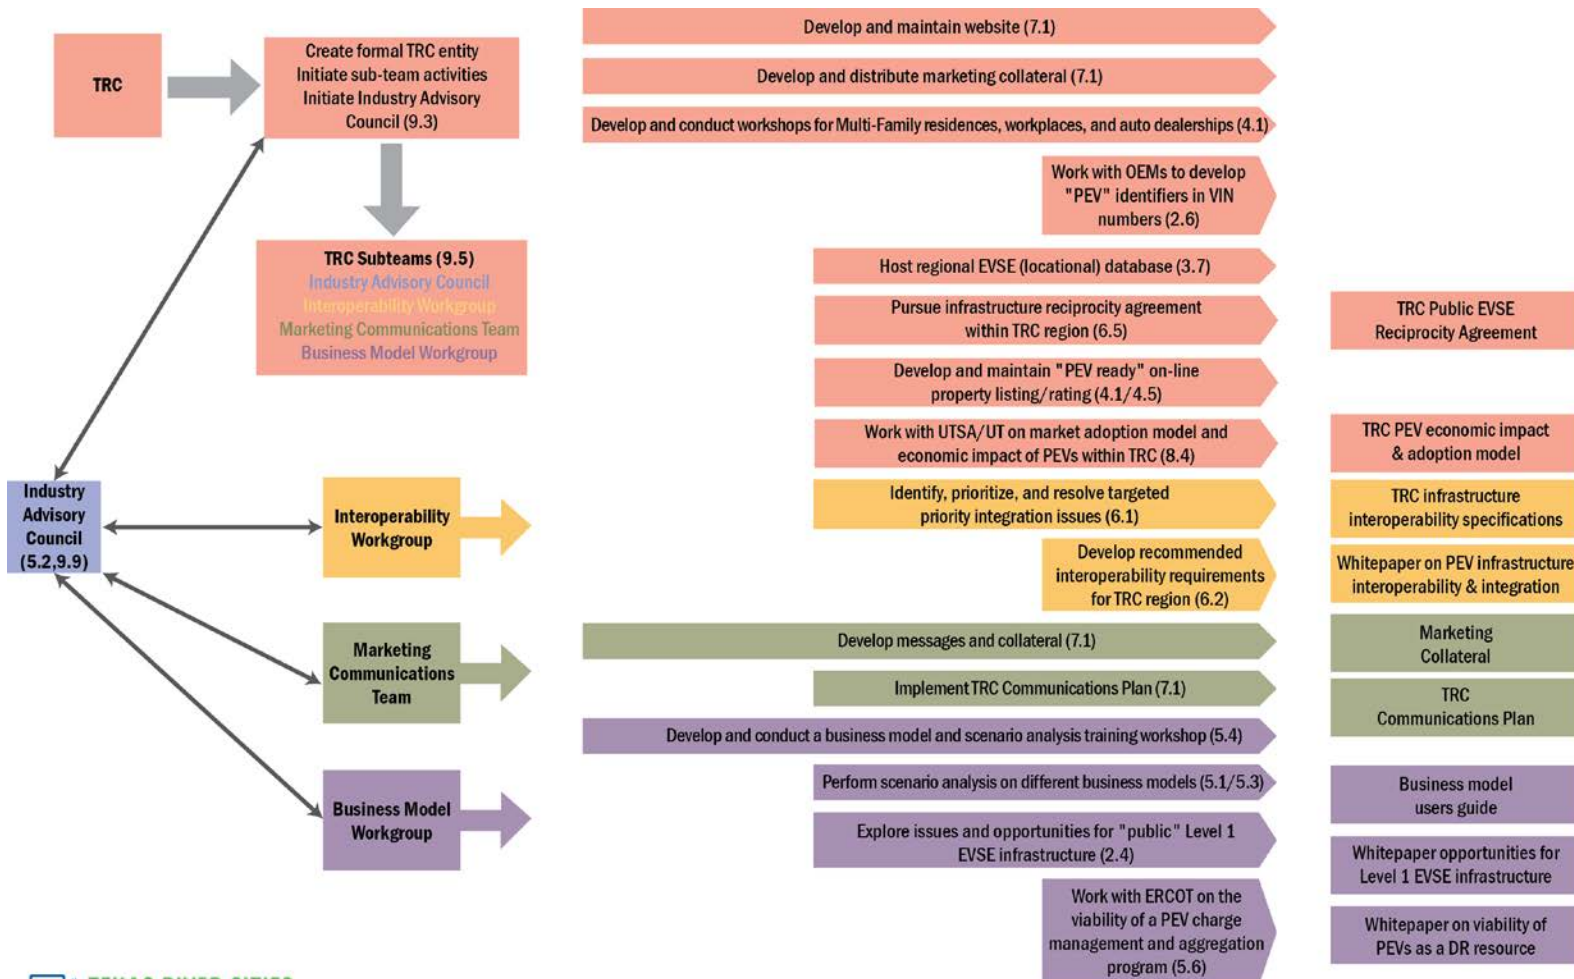 TRC
Create formal TRC entity
Initiate sub-team activities
Initiate Industry Advisory
Council (9.3)
TRC Subteams (9.5)
Industry Advisory Council
Interoperability Workgroup
Marketing Communications Team
Business Model Workgroup
Industry
Advisory
Council
(5.2,9.9)
Interoperability
Workgroup
Marketing
Communications
Team
Business Model
Workgroup
Develop and maintain website (7.1)
Develop and distribute marketing collateral (7.1)
Develop and conduct workshops for Multi-Family residences, workplaces, and auto dealerships (4.1)
Work with OEMs to develop
"PEV" identifiers in VIN
numbers (2.6)
Host regional EVSE (locational) database (3.7)
Pursue infrastructure reciprocity agreement
within TRC region (6.5)
Develop and maintain "PEV ready" on-line
property listing/rating (4.1/4.5)
Work with UTSA/UT on market adoption model and
economic impact of PEVs within TRC (8.4)
Identify, prioritize, and resolve targeted
priority integration issues (6.1)
Develop recommended
interoperability requirements
for TRC region (6.2)
Develop messages and collateral (7.1)
Implement TRC Communications Plan (7.1)
Develop and conduct a business model and scenario analysis training workshop (5.4)
Perform scenario analysis on different business models (5.1/5.3)
Explore issues and opportunities for "public" Level 1
EVSE infrastructure (2.4)
Work with ERCOT on the
viability of a PEV charge
management and aggregation
program (5.6)
TRC Public EVSE
Reciprocity Agreement
TRC PEV economic impact
& adoption model
TRC infrastructure
interoperability specifications
Whitepaper on PEV infrastructure
interoperability & integration
Marketing
Collateral
TRC
Communications Plan
Business model
users guide
Whitepaper opportunities for
Level 1 EVSE infrastructure
Whitepaper on viability of
PEVs as a DR resource